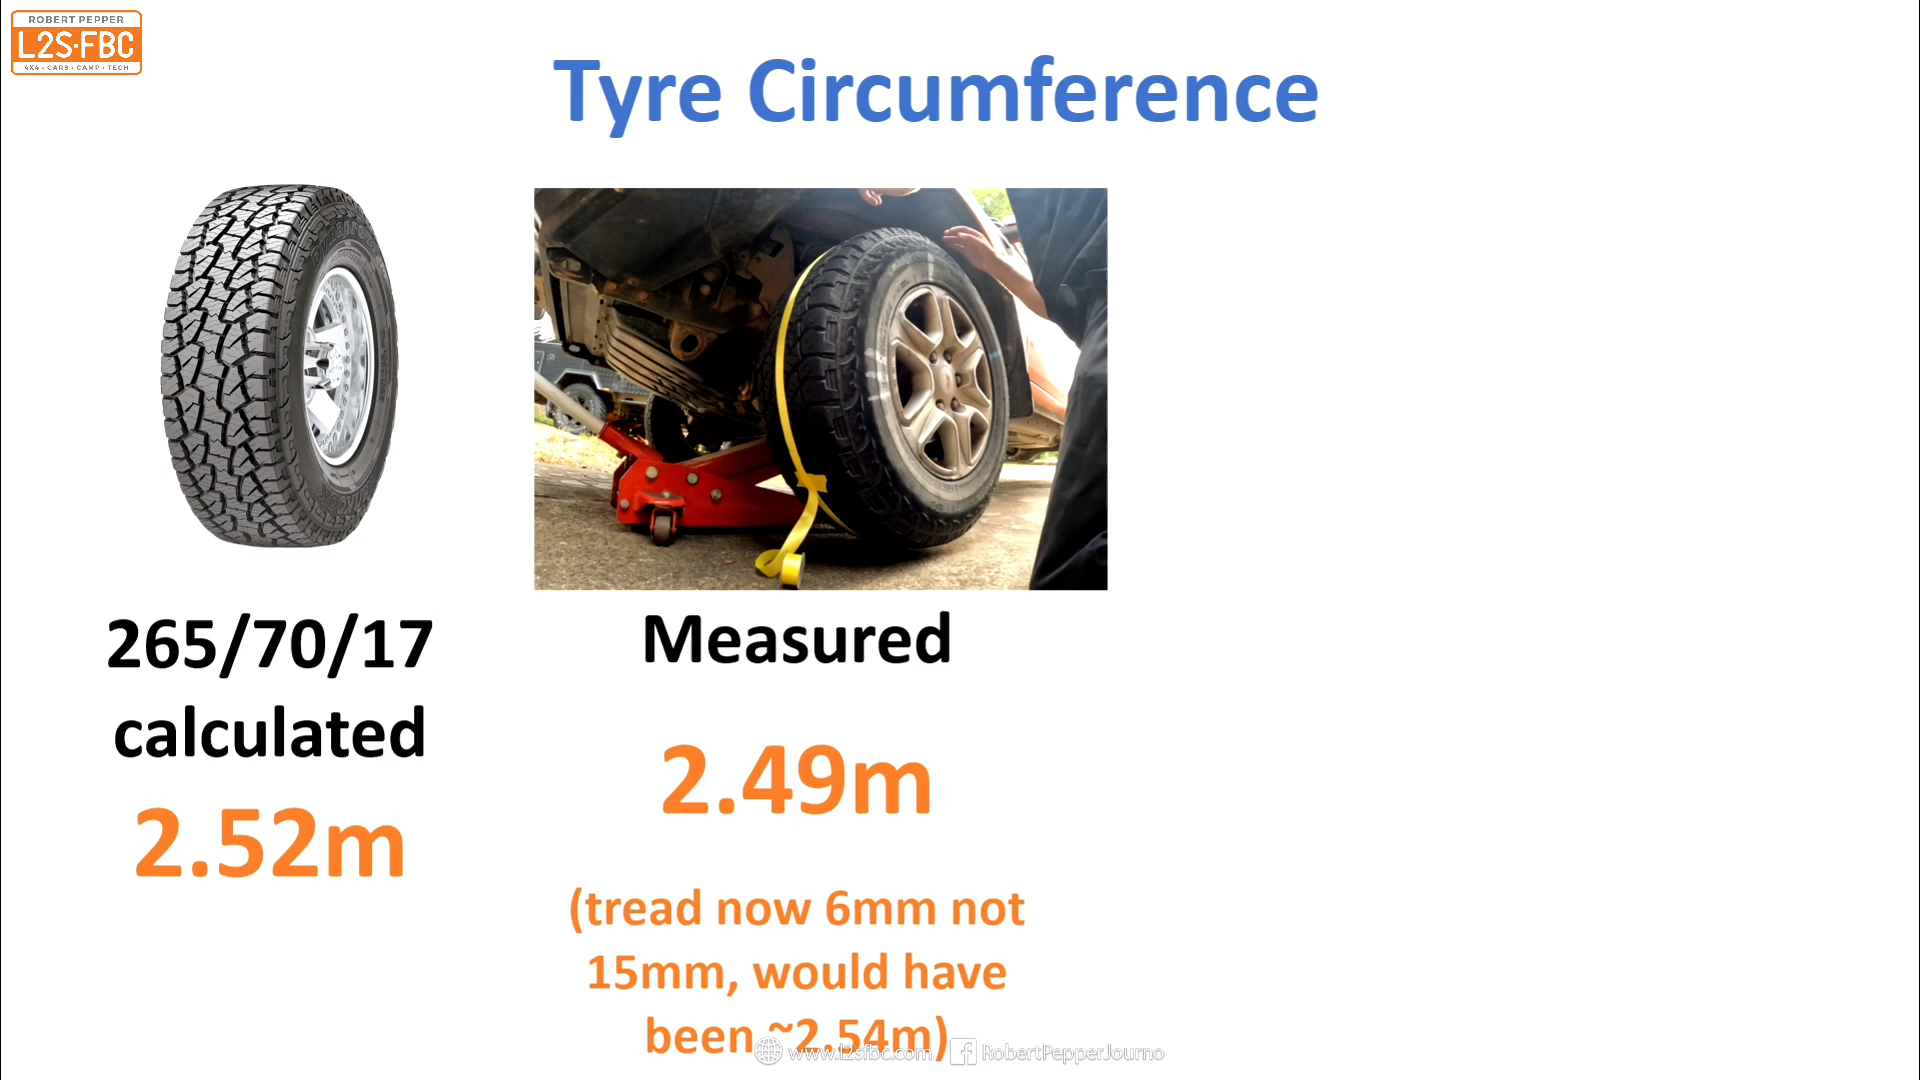 ROBERT PEPPER
L2S·FBC
4X4 • CARS • CAMP • TECH
Tyre Circumference
265/70/17
calculated
2.52m
Measured
2.49m
(tread now 6mm not
15mm, would have
been ~2.54m)
www.l2sfbc.com RobertPepperJourno